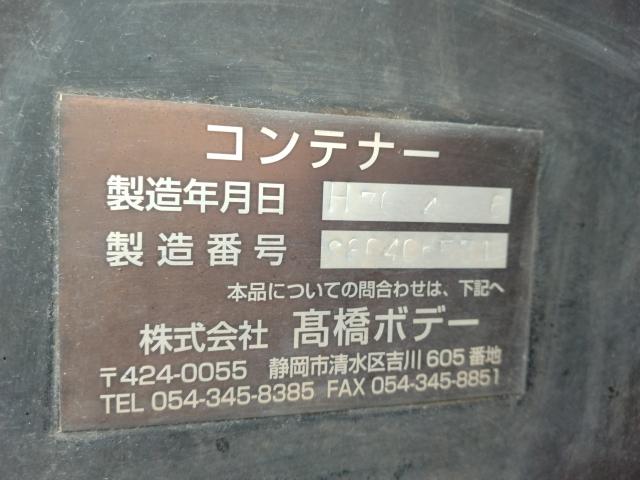 コンテナー
製造年月日
製造番号
本品についての問合わせは、下記へ
株式会社 髙橋ボデー
〒424-0055 静岡市清水区吉川605番地
TEL 054-345-8385 FAX 054-345-8851